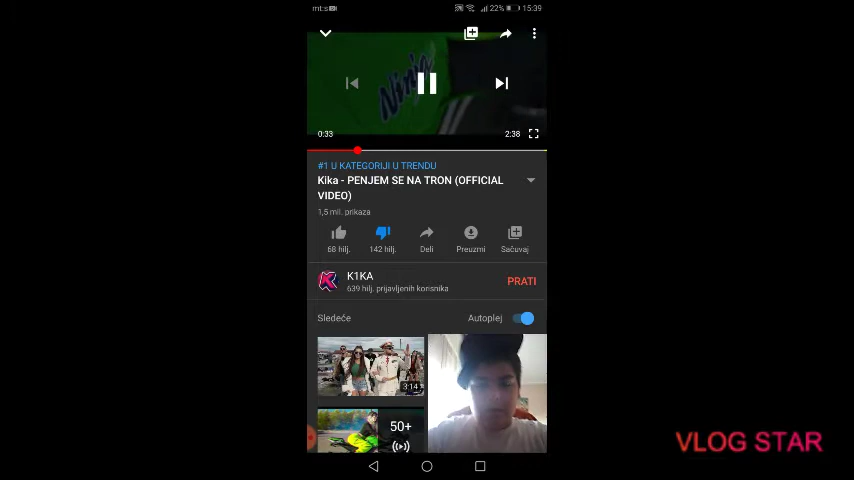 mt:s
22% 15:39
Ninja
0:33
2:38
#1 U KATEGORIJI U TRENDU
Kika - PENJEM SE NA TRON (OFFICIAL
VIDEO)
1,5 mil. prikaza
68 hilj. 142 hilj. Deli Preuzmi Sačuvaj
K1KA
639 hilj. prijavljenih korisnika
PRATI
Sledeće
Autoplej
3:14
50+
VLOG STAR